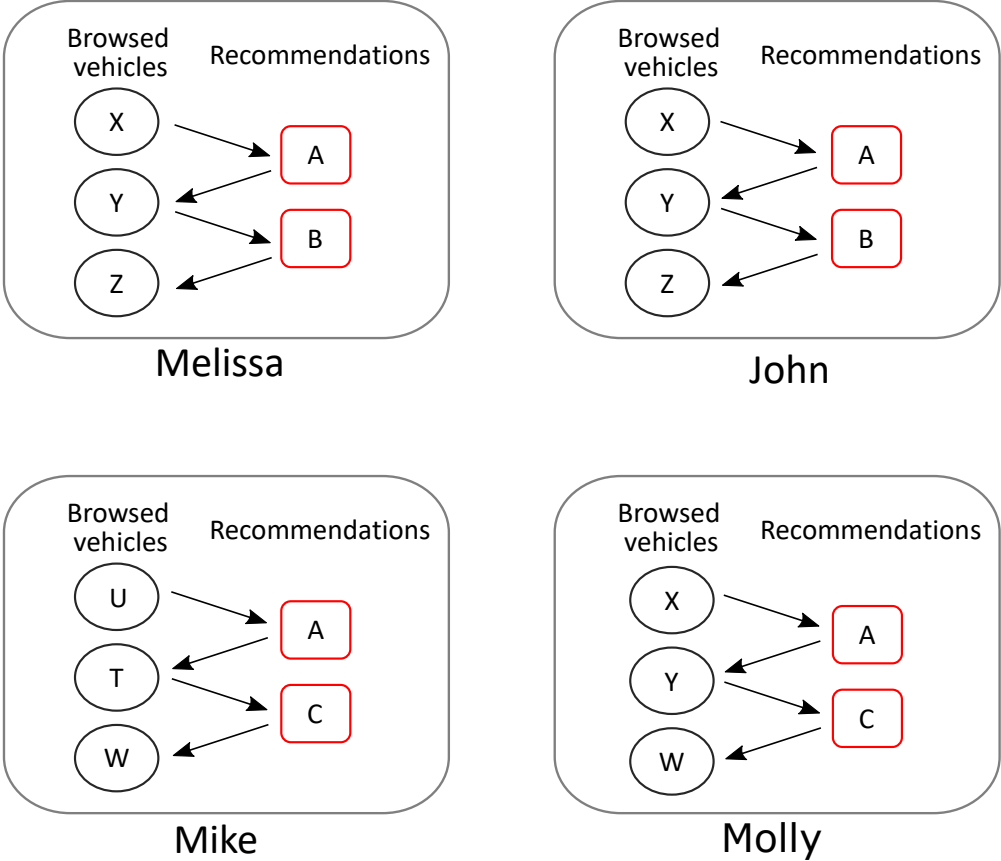 Browsed
vehicles
Recommendations
X
A
Y
B
Z
Melissa
Browsed
vehicles
Recommendations
X
A
Y
B
Z
John
Browsed
vehicles
Recommendations
U
A
T
C
W
Mike
Browsed
vehicles
Recommendations
X
A
Y
C
W
Molly